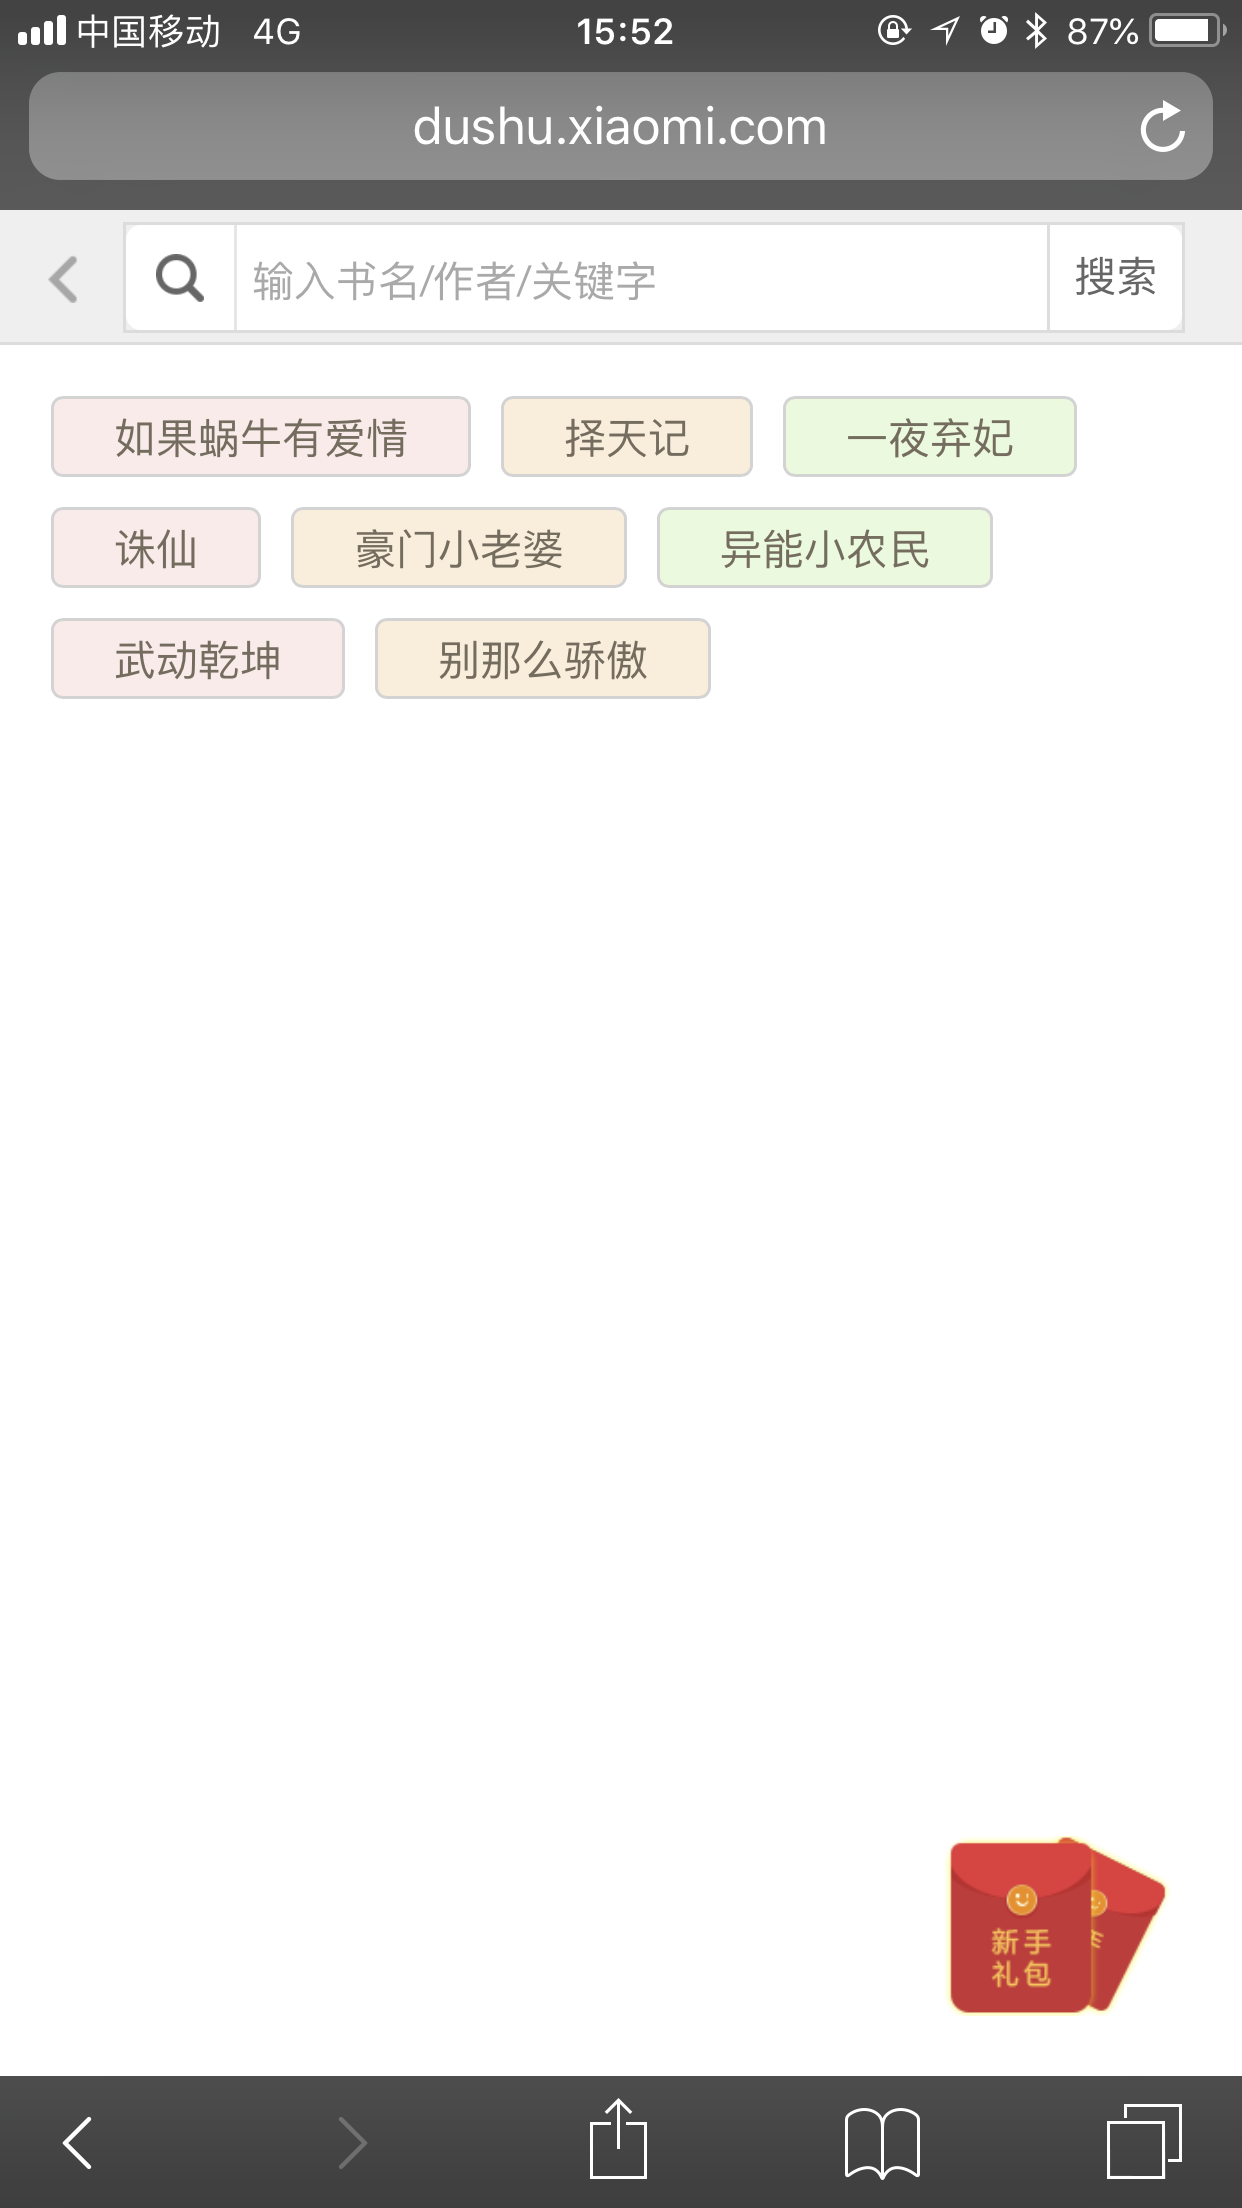 中国移动 4G 15:52 87%
dushu.xiaomi.com
输入书名/作者/关键字 搜索
如果蜗牛有爱情 择天记 一夜弃妃
诛仙 豪门小老婆 异能小农民
武动乾坤 别那么骄傲
新手
礼包